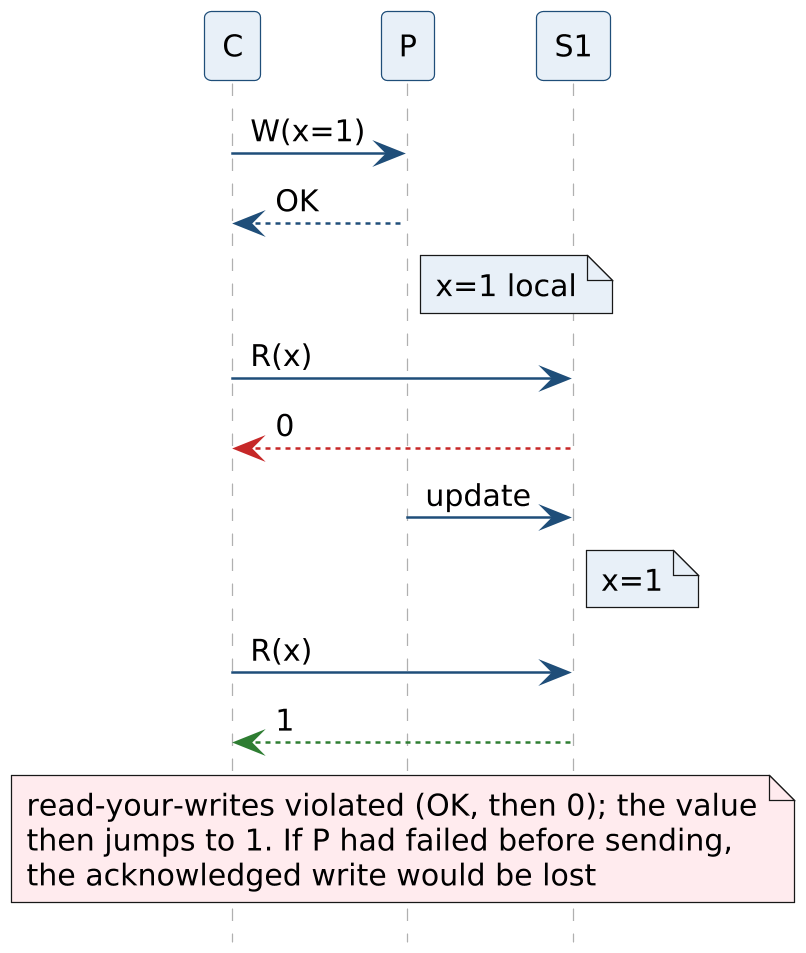 C
P
S1
W(x=1)
OK
x=1 local
R(x)
0
update
x=1
R(x)
1
read-your-writes violated (OK, then 0); the value
then jumps to 1. If P had failed before sending,
the acknowledged write would be lost